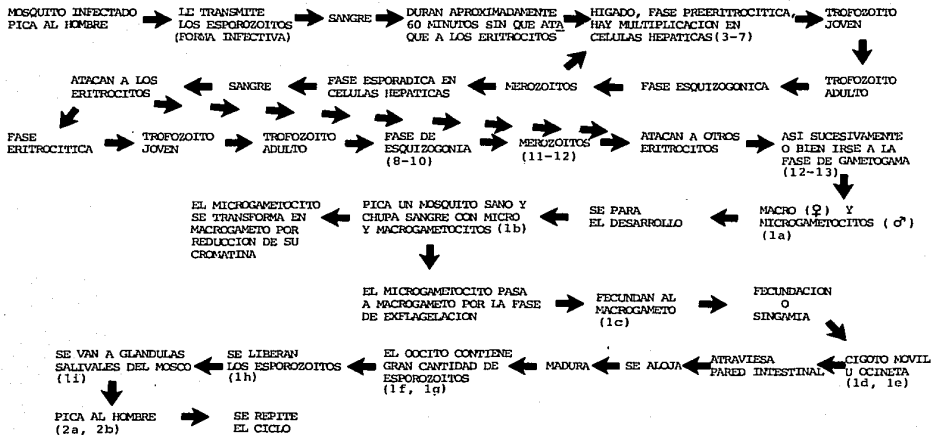 MOSQUITO INFECTADO
PICA AL HOMBRE
LE TRANSMITE
LOS ESPOROZOITOS
(FORMA INFECTIVA)
SANGRE
DURAN APROXIMADAMENTE
60 MINUTOS SIN QUE ATA
QUE A LOS ERITROCITOS
HIGADO, FASE PREERITROCITICA,
HAY MULTIPLICACION EN
CELULAS HEPATICAS (3-7)
TROFOZOITO
JOVEN
ATACAN A LOS
ERITROCITOS
SANGRE
FASE ESPORADICA EN
CELULAS HEPATICAS
MEROZOITOS
FASE ESQUIZOGONICA
TROFOZOITO
ADULTO
FASE
ERITROCITICA
TROFOZOITO
JOVEN
TROFOZOITO
ADULTO
FASE DE
ESQUIZOGONIA
(8-10)
MEROZOITOS
(11-12)
ATACAN A OTROS
ERITROCITOS
ASI SUCESIVAMENTE
O BIEN IRSE A LA
FASE DE GAMETOGAMA
(12-13)
EL MICROGAMETOCITO
SE TRANSFORMA EN
MACROGAMETO POR
REDUCCION DE SU
CROMATINA
PICA UN MOSQUITO SANO Y
CHUPA SANGRE CON MICRO
Y MACROGAMETOCITOS (1b)
SE PARA
EL DESARROLLO
MACRO (♀) Y
MICROGAMETOCITOS (♂)
(1a)
EL MICROGAMETOCITO PASA
A MACROGAMETO POR LA FASE
DE EXFLAGELACION
FECUNDAN AL
MACROGAMETO
(1c)
FECUNDACION
O
SINGAMIA
SE VAN A GLANDULAS
SALIVALES DEL MOSCO
(1i)
SE LIBERAN
LOS ESPOROZOITOS
(1h)
EL OOCITO CONTIENE
GRAN CANTIDAD DE
ESPOROZOITOS
(1f, 1g)
MADURA
SE ALOJA
ATRAVIESA
PARED INTESTINAL
CIGOTO MOVIL
U OCINETA
(1d, 1e)
PICA AL HOMBRE
(2a, 2b)
SE REPITE
EL CICLO